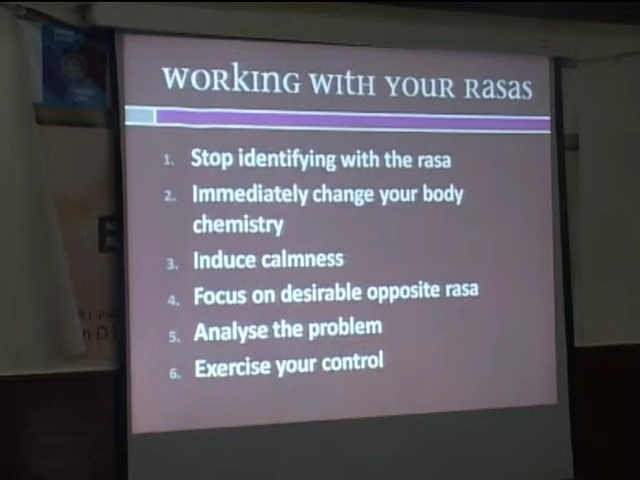 WORKING WITH YOUR RASAS
1. Stop identifying with the rasa
2. Immediately change your body
chemistry
3. Induce calmness
4. Focus on desirable opposite rasa
5. Analyse the problem
6. Exercise your control